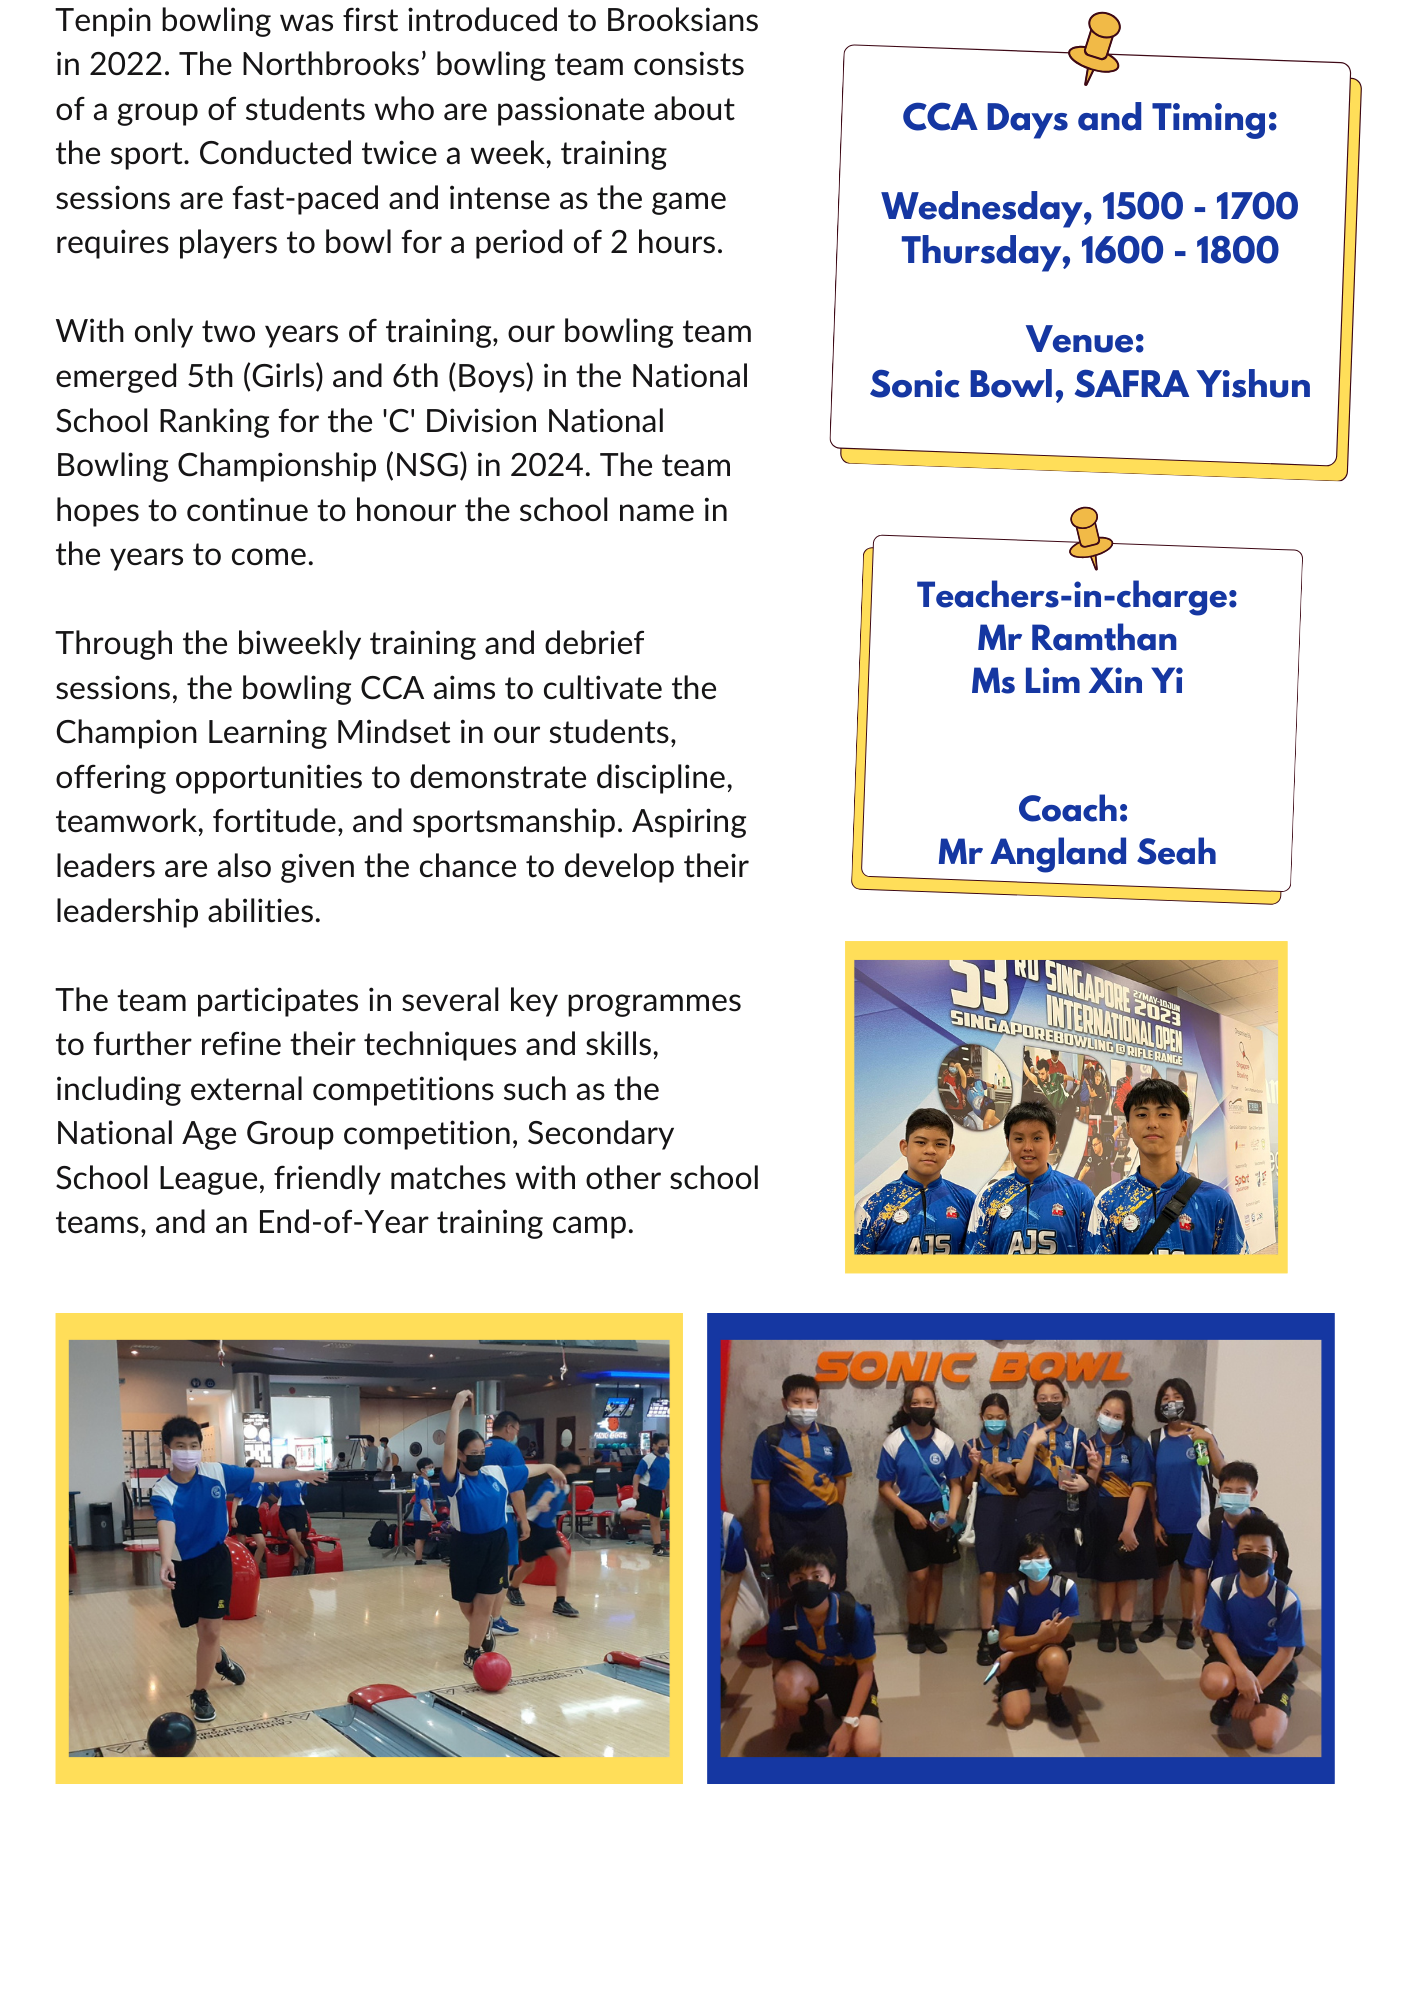 Tenpin bowling was first introduced to Brooksians
in 2022. The Northbrooks’ bowling team consists
of a group of students who are passionate about
the sport. Conducted twice a week, training
sessions are fast-paced and intense as the game
requires players to bowl for a period of 2 hours.
With only two years of training, our bowling team
emerged 5th (Girls) and 6th (Boys) in the National
School Ranking for the 'C' Division National
Bowling Championship (NSG) in 2024. The team
hopes to continue to honour the school name in
the years to come.
Through the biweekly training and debrief
sessions, the bowling CCA aims to cultivate the
Champion Learning Mindset in our students,
offering opportunities to demonstrate discipline,
teamwork, fortitude, and sportsmanship. Aspiring
leaders are also given the chance to develop their
leadership abilities.
The team participates in several key programmes
to further refine their techniques and skills,
including external competitions such as the
National Age Group competition, Secondary
School League, friendly matches with other school
teams, and an End-of-Year training camp.
CCA Days and Timing:
Wednesday, 1500 - 1700
Thursday, 1600 - 1800
Venue:
Sonic Bowl, SAFRA Yishun
Teachers-in-charge:
Mr Ramthan
Ms Lim Xin Yi
Coach:
Mr Angland Seah
53RD SINGAPORE
INTERNATIONAL OPEN
27MAY-10JUN
2023
SINGAPOREBOWLING @ RIFLE RANGE
AJS
AJS
SONIC BOWL